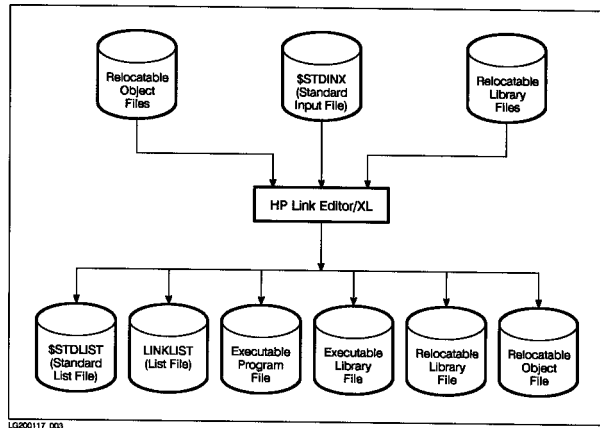 Relocatable
Object
Files
$STDINX
(Standard
Input File)
Relocatable
Library
Files
HP Link Editor/XL
$STDLIST
(Standard
List File)
LINKLIST
(List File)
Executable
Program
File
Executable
Library
File
Relocatable
Library
File
Relocatable
Object
File
LG200117_003